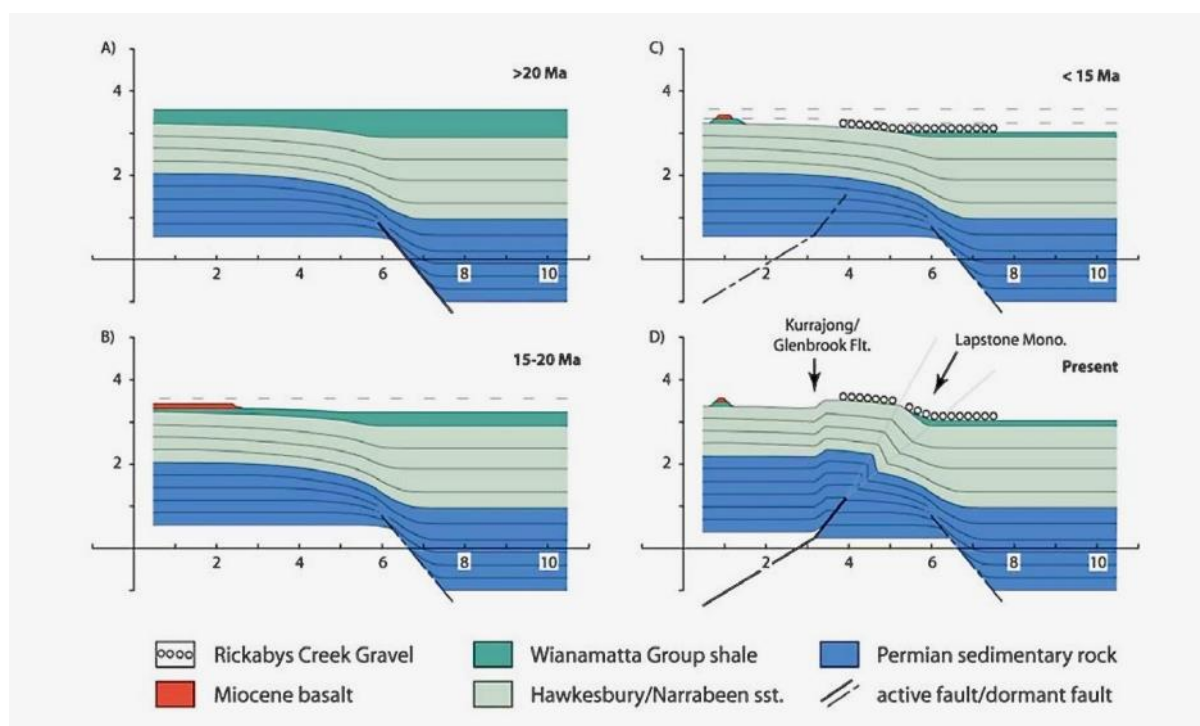 A)
>20 Ma
4
2
2 4 6 8 10
B)
15-20 Ma
4
2
2 4 6 8 10
C)
< 15 Ma
4
2
2 4 6 8 10
D)
Kurrajong/
Glenbrook Flt.
Lapstone Mono.
Present
4
2
2 4 6 8 10
Rickabys Creek Gravel
Wianamatta Group shale
Permian sedimentary rock
Miocene basalt
Hawkesbury/Narrabeen sst.
active fault/dormant fault